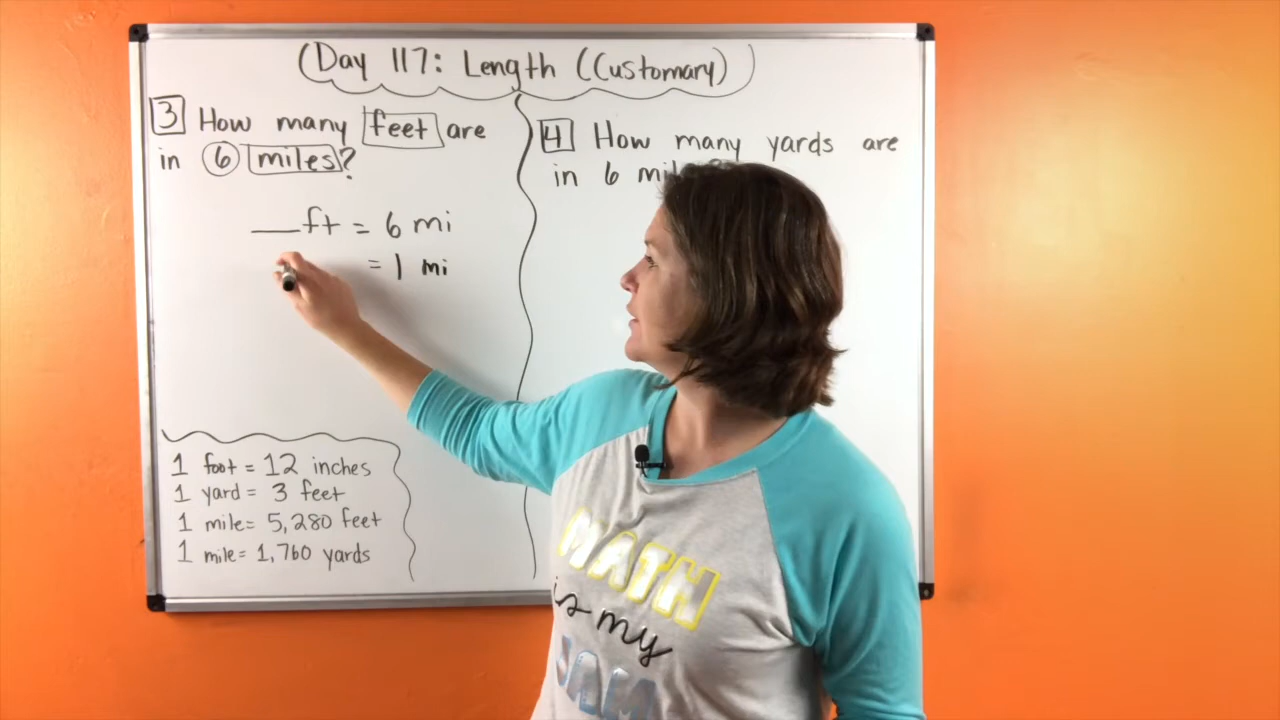 Day 117: Length (Customary)
3 How many feet are
in 6 miles?
__ft = 6 mi
= 1 mi
1 foot = 12 inches
1 yard = 3 feet
1 mile = 5,280 feet
1 mile = 1,760 yards
4 How many yards are
in 6
MATH
is my
JAM